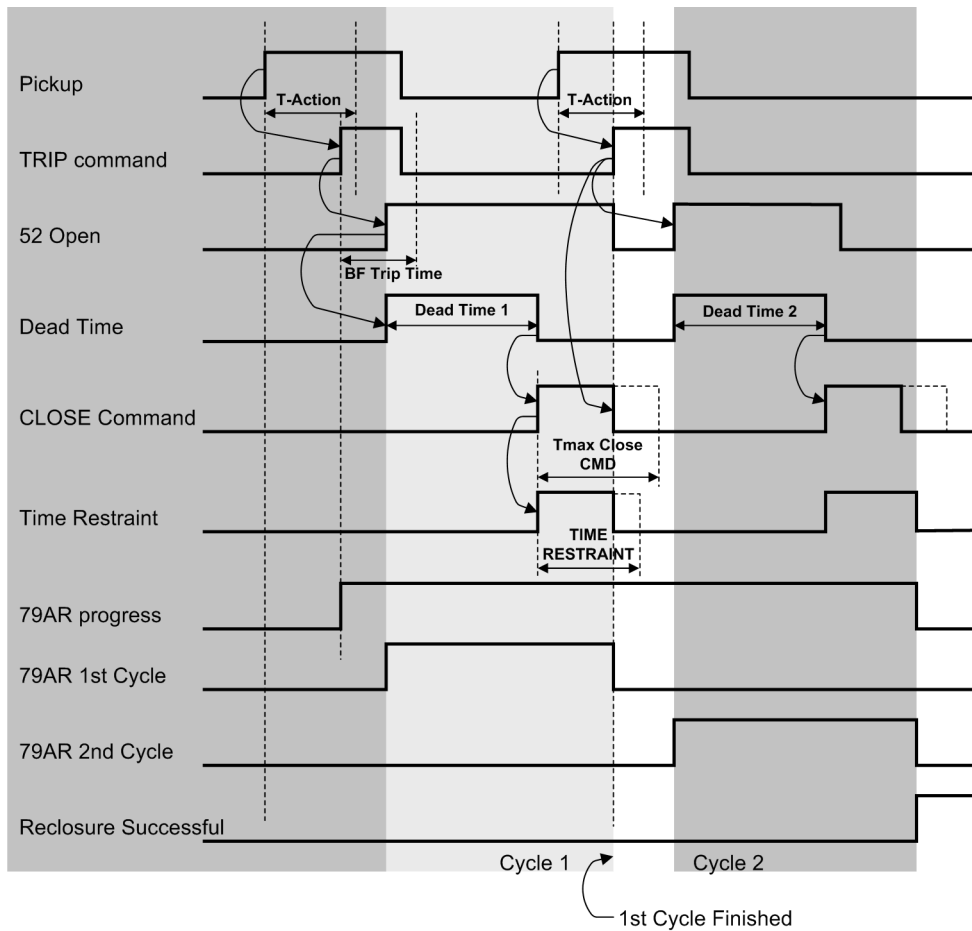 Pickup
T-Action
T-Action
TRIP command
52 Open
BF Trip Time
Dead Time
Dead Time 1
Dead Time 2
CLOSE Command
Tmax Close
CMD
Time Restraint
TIME
RESTRAINT
79AR progress
79AR 1st Cycle
79AR 2nd Cycle
Reclosure Successful
Cycle 1
Cycle 2
1st Cycle Finished